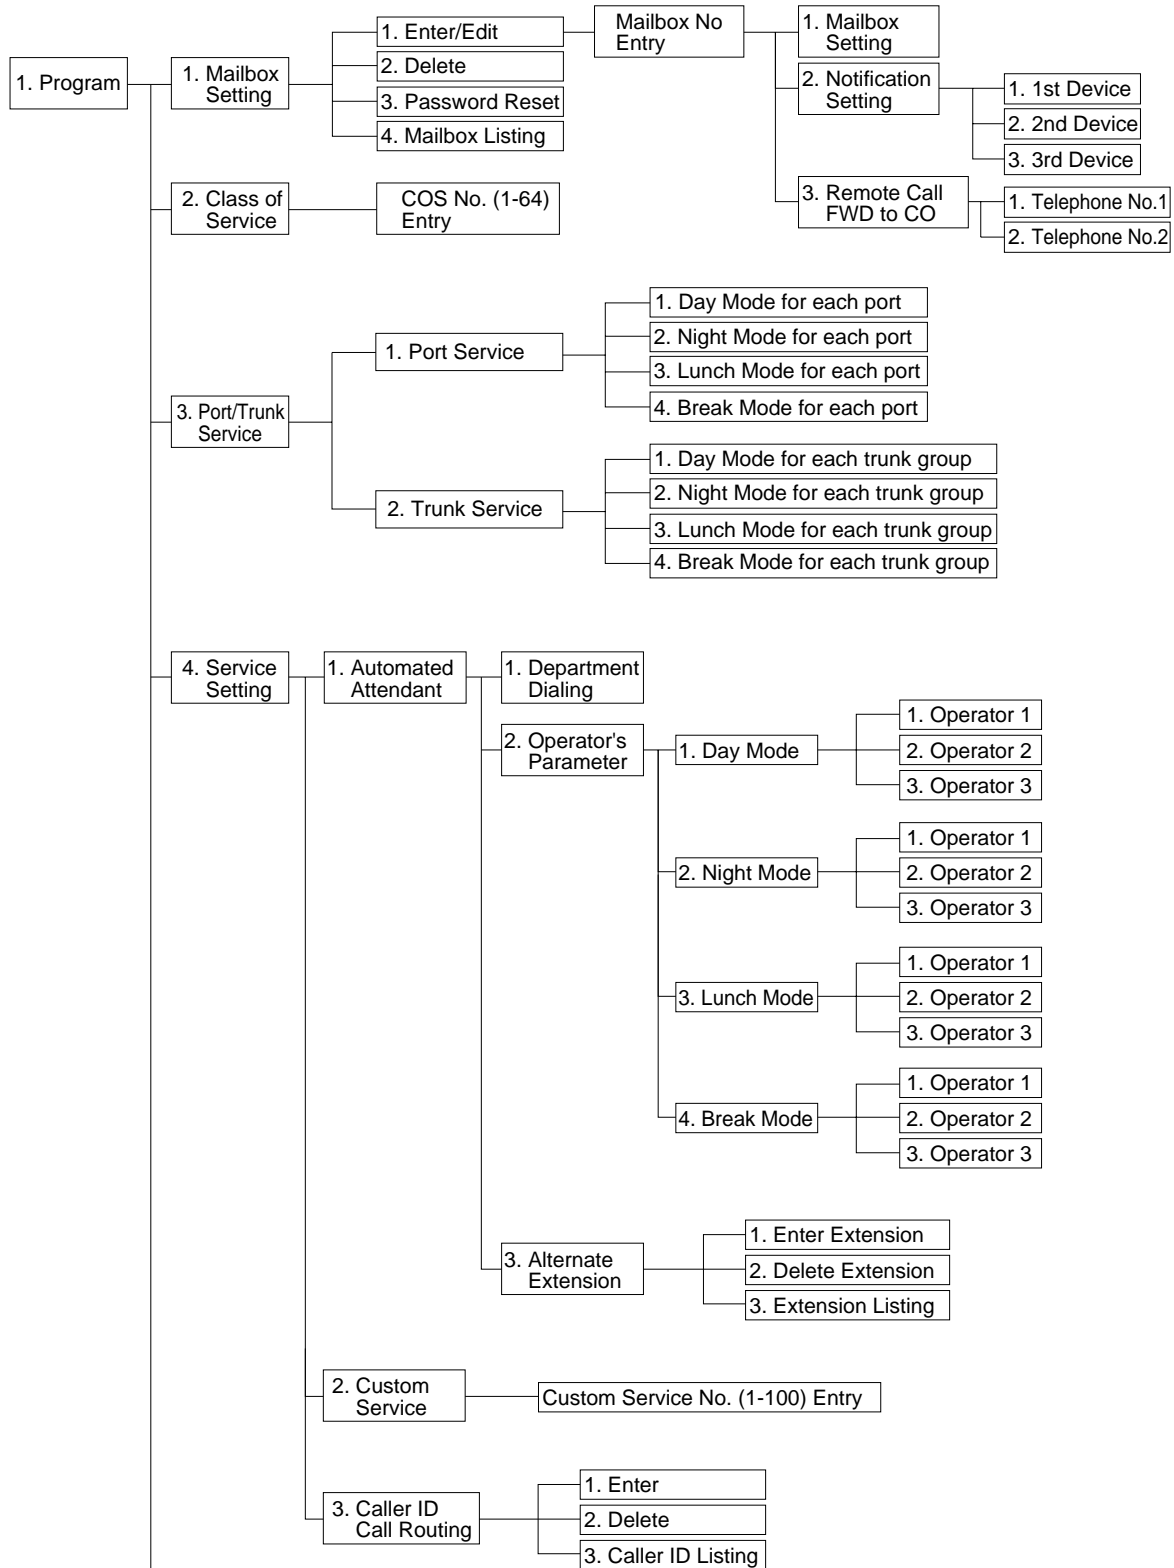 1. Program
1. Mailbox
Setting
1. Enter/Edit
2. Delete
3. Password Reset
4. Mailbox Listing
Mailbox No
Entry
1. Mailbox
Setting
2. Notification
Setting
1. 1st Device
2. 2nd Device
3. 3rd Device
3. Remote Call
FWD to CO
1. Telephone No.1
2. Telephone No.2
2. Class of
Service
COS No. (1-64)
Entry
3. Port/Trunk
Service
1. Port Service
1. Day Mode for each port
2. Night Mode for each port
3. Lunch Mode for each port
4. Break Mode for each port
2. Trunk Service
1. Day Mode for each trunk group
2. Night Mode for each trunk group
3. Lunch Mode for each trunk group
4. Break Mode for each trunk group
4. Service
Setting
1. Automated
Attendant
1. Department
Dialing
2. Operator's
Parameter
1. Day Mode
1. Operator 1
2. Operator 2
3. Operator 3
2. Night Mode
1. Operator 1
2. Operator 2
3. Operator 3
3. Lunch Mode
1. Operator 1
2. Operator 2
3. Operator 3
4. Break Mode
1. Operator 1
2. Operator 2
3. Operator 3
3. Alternate
Extension
1. Enter Extension
2. Delete Extension
3. Extension Listing
2. Custom
Service
Custom Service No. (1-100) Entry
3. Caller ID
Call Routing
1. Enter
2. Delete
3. Caller ID Listing